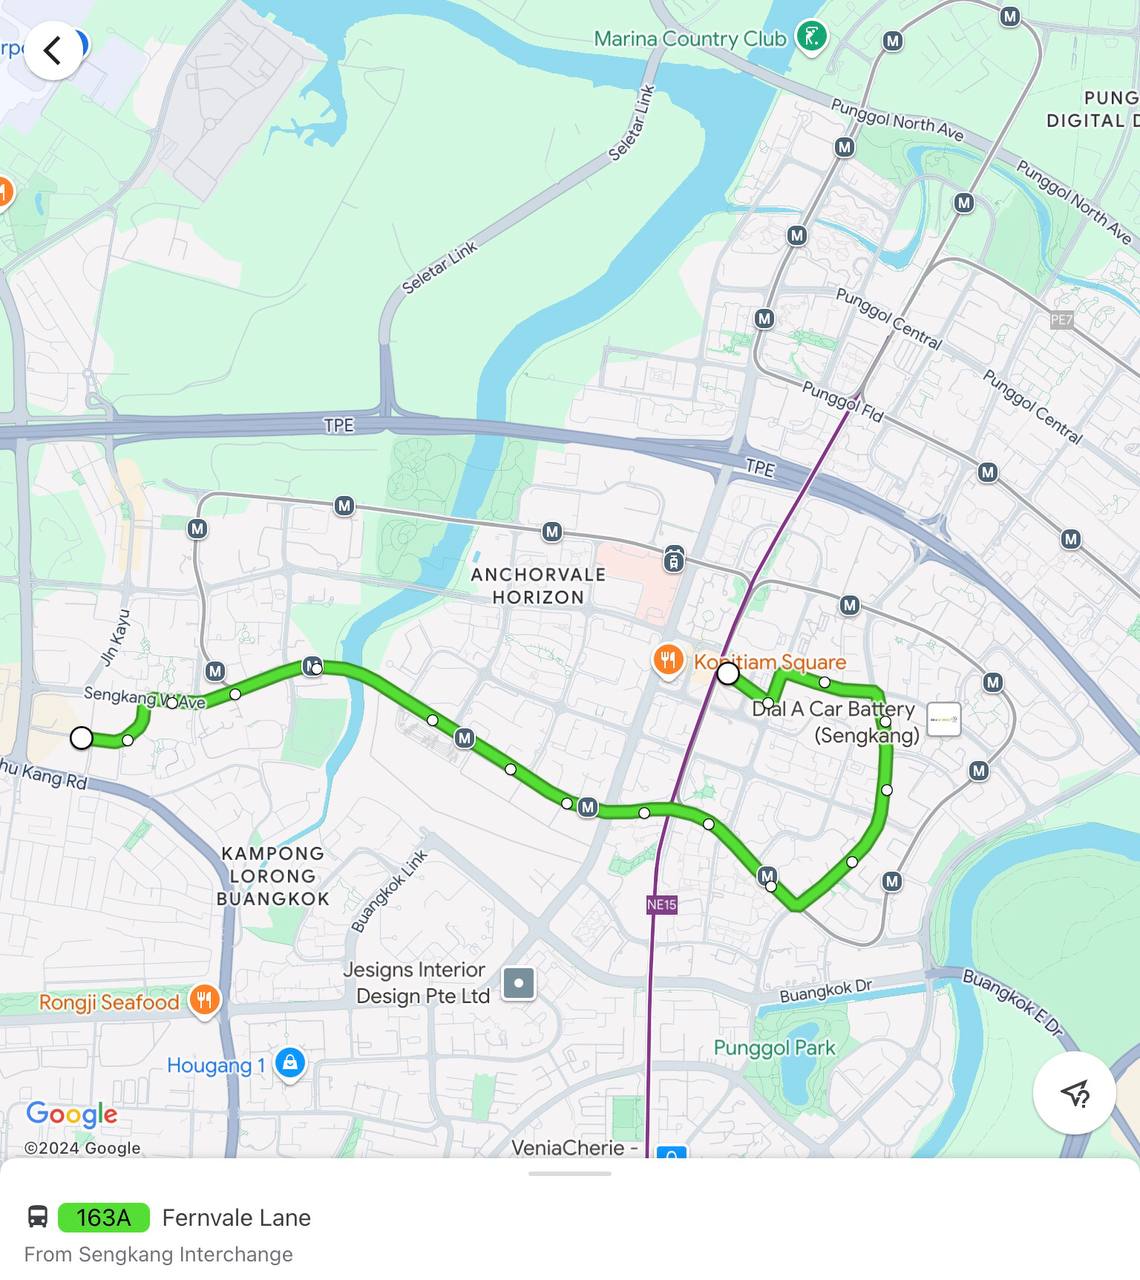 Marina Country Club
PUNG
DIGITAL D
Punggol North Ave
Punggol North Ave
Seletar Link
Seletar Link
Punggol Central
PE7
Punggol Central
Punggol Fld
TPE
TPE
ANCHORVALE
HORIZON
Jln Kayu
Kopitiam Square
Sengkang W Ave
Dial A Car Battery
(Sengkang)
hu Kang Rd
KAMPONG
LORONG
BUANGKOK
Buangkok Link
NE15
Jesigns Interior
Design Pte Ltd
Buangkok Dr
Buangkok E Dr
Rongji Seafood
Punggol Park
Hougang 1
Google
©2024 Google
VeniaCherie -
163A Fernvale Lane
From Sengkang Interchange